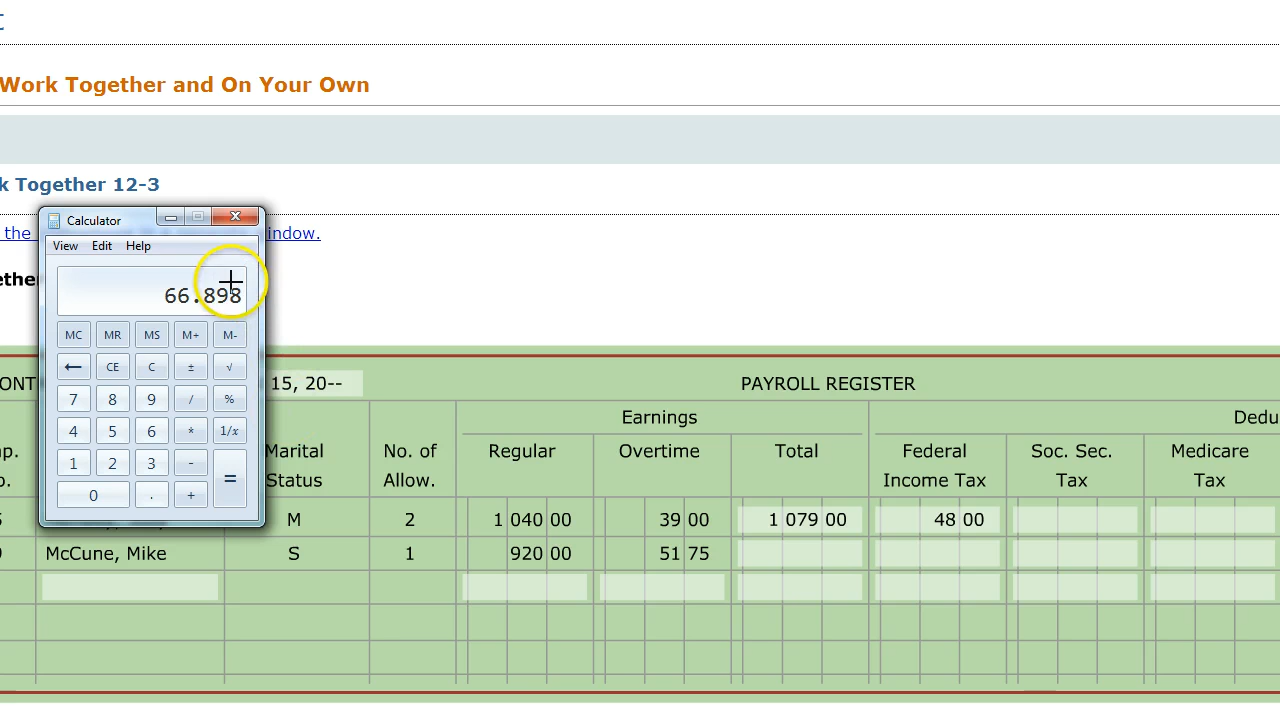 Work Together and On Your Own
k Together 12-3
the indow.
ether
Calculator
View Edit Help
66.898
MC MR MS M+ M-
← CE C ± √
7 8 9 / %
4 5 6 * 1/x
1 2 3 - =
0 . +
ONT 15, 20-- PAYROLL REGISTER
Earnings Dedu
p. Marital No. of Regular Overtime Total Federal Soc. Sec. Medicare
o. Status Allow. Income Tax Tax Tax
M 2 1 040 00 39 00 1 079 00 48 00
McCune, Mike S 1 920 00 51 75